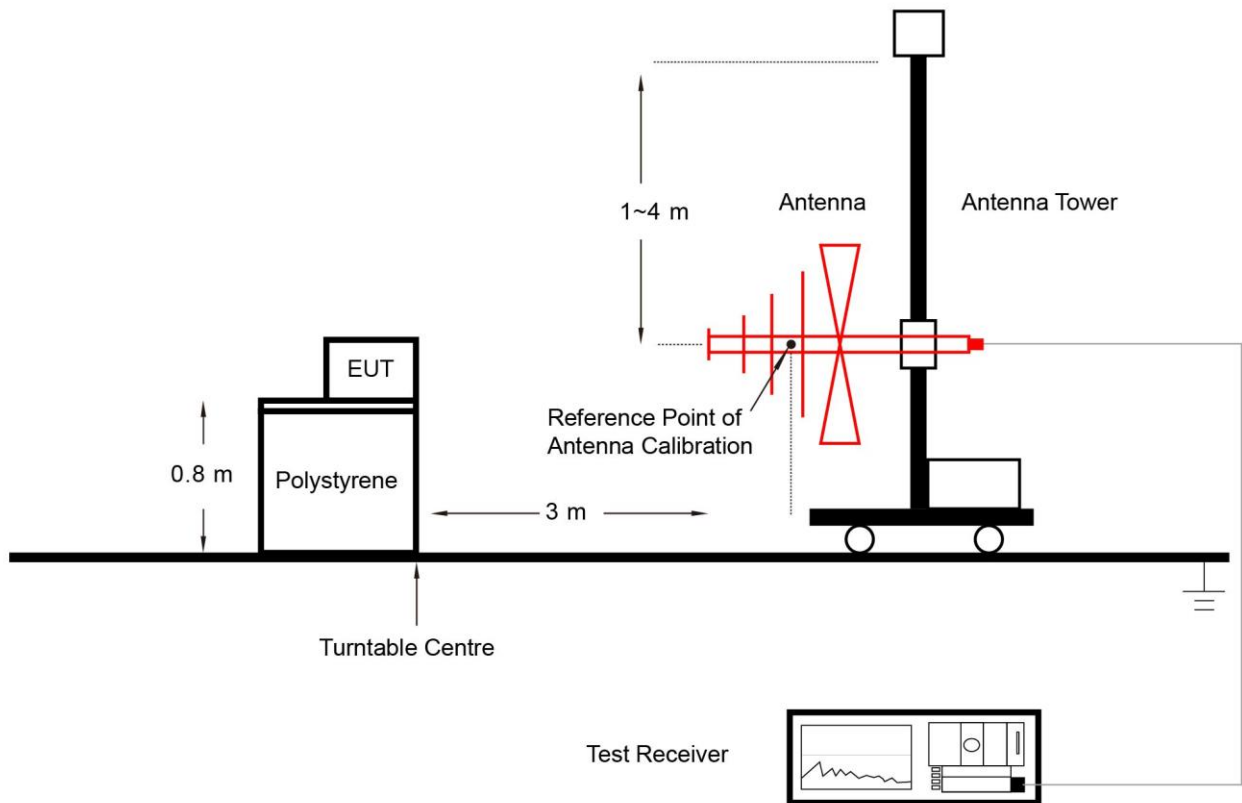 1~4 m
Antenna
Antenna Tower
EUT
Reference Point of
Antenna Calibration
0.8 m
Polystyrene
3 m
Turntable Centre
Test Receiver